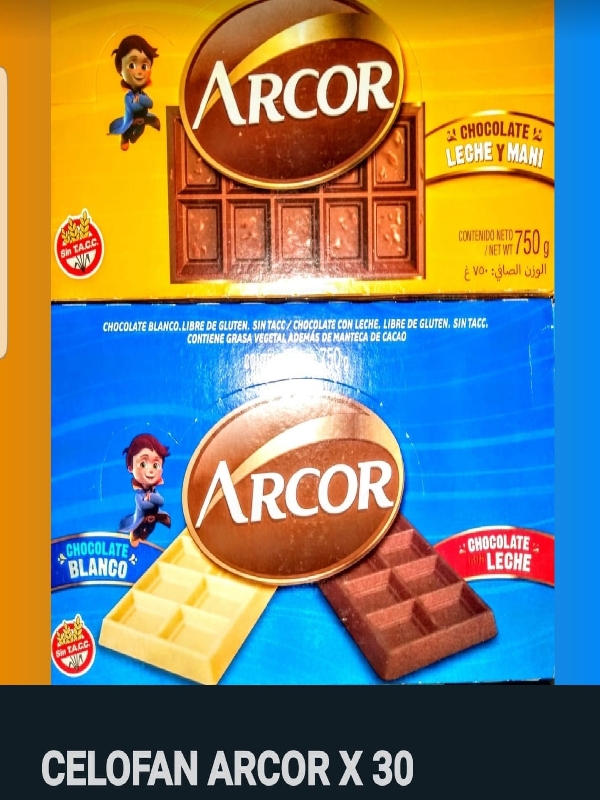 ARCOR
CHOCOLATE
LECHE Y MANI
Sin T.A.C.C.
CONTENIDO NETO
/ NET WT 750 g
الوزن الصافي: ٧٥٠ غ
CHOCOLATE BLANCO. LIBRE DE GLUTEN. SIN TACC / CHOCOLATE CON LECHE. LIBRE DE GLUTEN. SIN TACC.
CONTIENE GRASA VEGETAL ADEMÁS DE MANTECA DE CACAO
750g
ARCOR
CHOCOLATE
BLANCO
CHOCOLATE
CON LECHE
Sin T.A.C.C.
CELOFAN ARCOR X 30